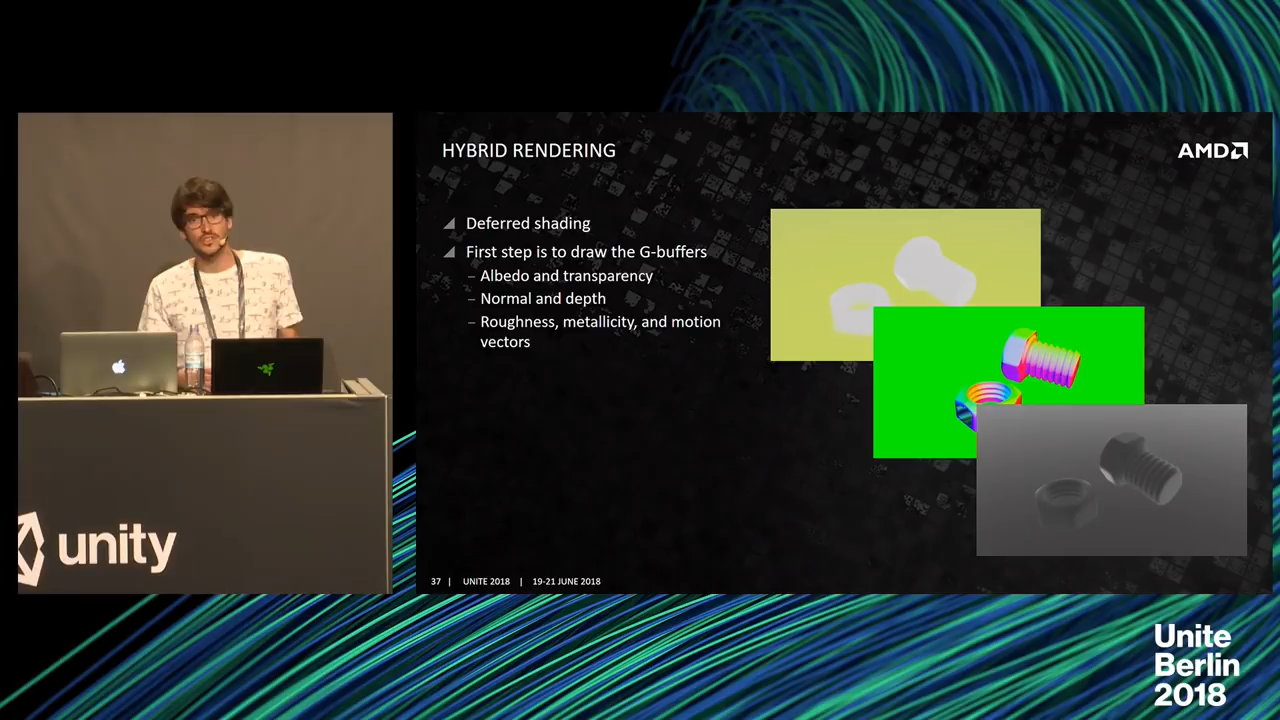 HYBRID RENDERING
AMD
Deferred shading
First step is to draw the G-buffers
– Albedo and transparency
– Normal and depth
– Roughness, metallicity, and motion
vectors
37 | UNITE 2018 | 19-21 JUNE 2018
unity
Unite
Berlin
2018